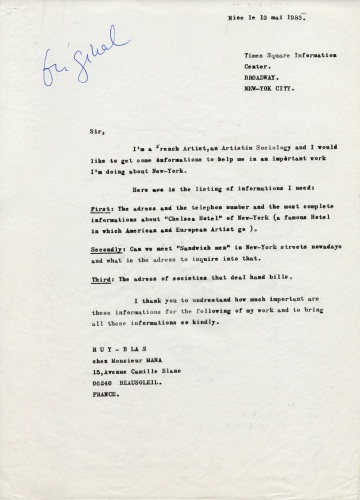 Nice le 13 mai 1983.
Original
Times Square Information
Center.
BROADWAY.
NEW-YOK CITY.
Sir,
I'm a French Artist,an Artistin Sociology and I would
like to get some informations to help me in an important work
I'm doing about New-York.
Here are is the listing of informations I need:
First: The adress and the telephon number and the most complete
informations about "Chelsea Hotel" of New-York (a famous Hotel
in which American and European Artist go ).
Secondly: Can we meet "Sandwich men" in New-York streets nowadays
and what in the adrees to inquire into that.
Third: The adress of societies that deal hand bills.
I thank you to understand how much important are
these informations for the following of my work and to bring
all these informations so kindly.
RUY-BLAS
chez Monsieur MANA
15,Avenue Camille Blanc
06240 BEAUSOLEIL.
FRANCE.